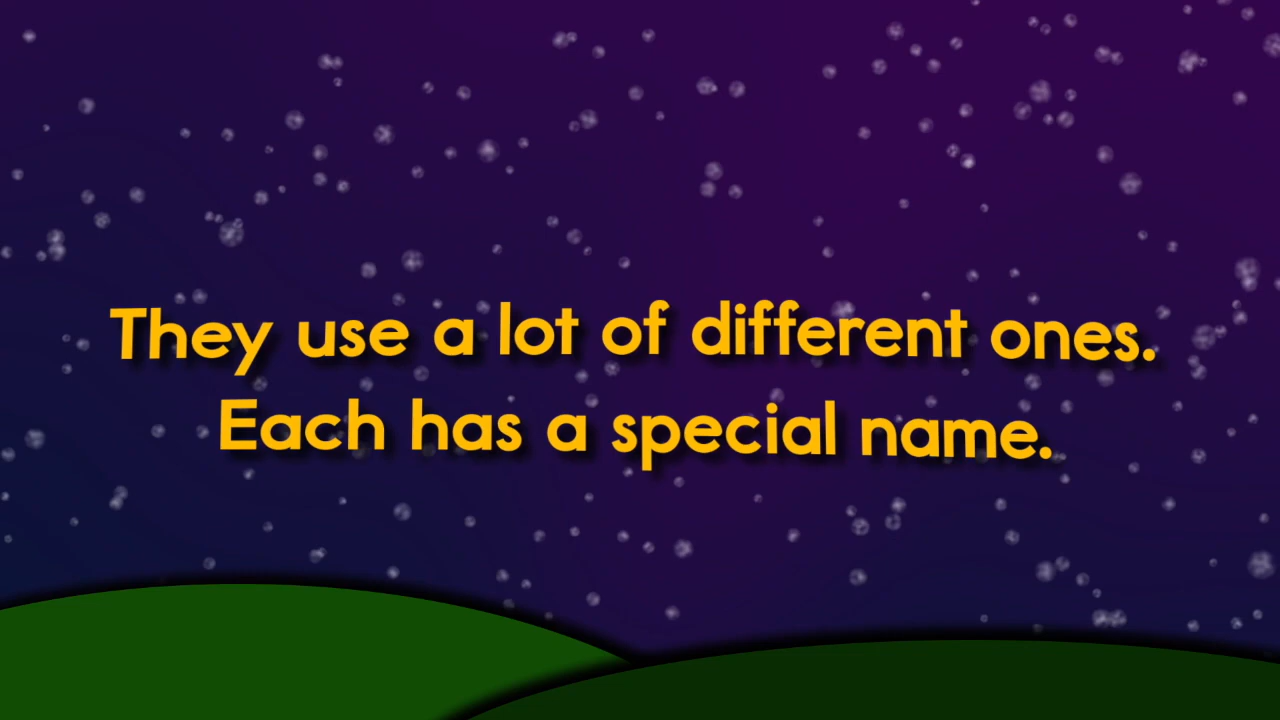 They use a lot of different ones.
Each has a special name.